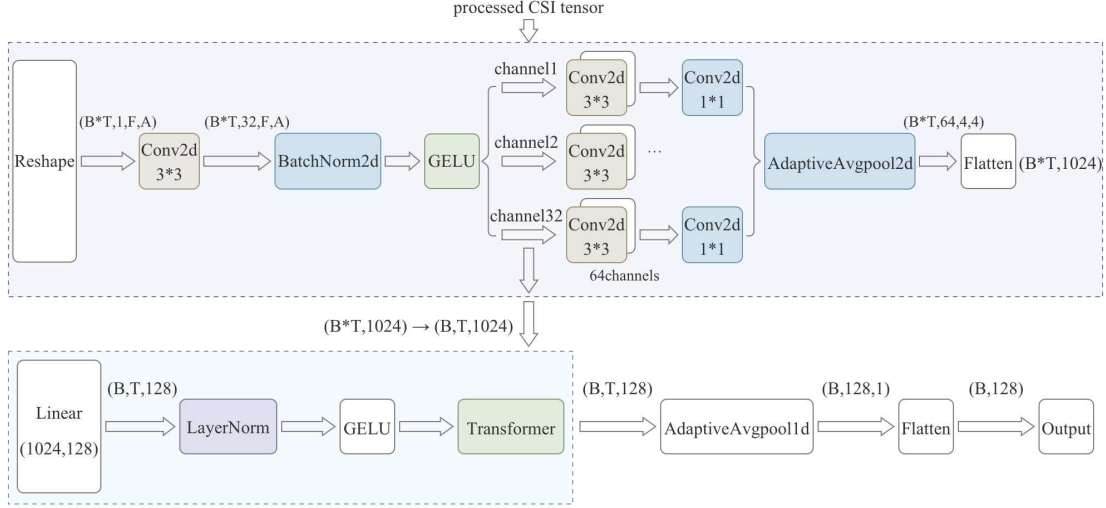 processed CSI tensor
Reshape
(B*T,1,F,A)
Conv2d
3*3
(B*T,32,F,A)
BatchNorm2d
GELU
channel1
Conv2d
3*3
Conv2d
1*1
channel2
Conv2d
3*3
...
channel32
Conv2d
3*3
Conv2d
1*1
64channels
AdaptiveAvgpool2d
(B*T,64,4,4)
Flatten
(B*T,1024)
(B*T,1024) → (B,T,1024)
Linear
(1024,128)
(B,T,128)
LayerNorm
GELU
Transformer
(B,T,128)
AdaptiveAvgpool1d
(B,128,1)
Flatten
(B,128)
Output